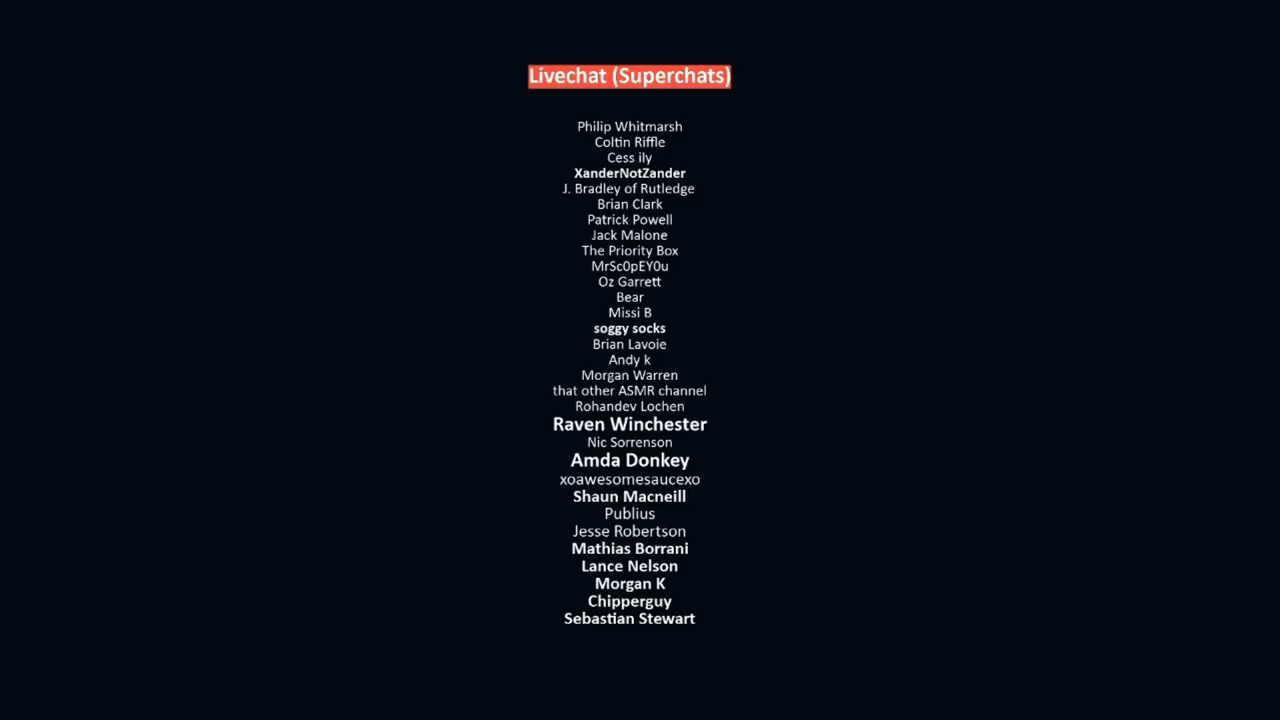 Livechat (Superchats)
Philip Whitmarsh
Coltin Riffle
Cess ily
XanderNotZander
J. Bradley of Rutledge
Brian Clark
Patrick Powell
Jack Malone
The Priority Box
MrSc0pEY0u
Oz Garrett
Bear
Missi B
soggy socks
Brian Lavoie
Andy k
Morgan Warren
that other ASMR channel
Rohandev Lochen
Raven Winchester
Nic Sorrenson
Amda Donkey
xoawesomesaucexo
Shaun Macneill
Publius
Jesse Robertson
Mathias Borrani
Lance Nelson
Morgan K
Chipperguy
Sebastian Stewart